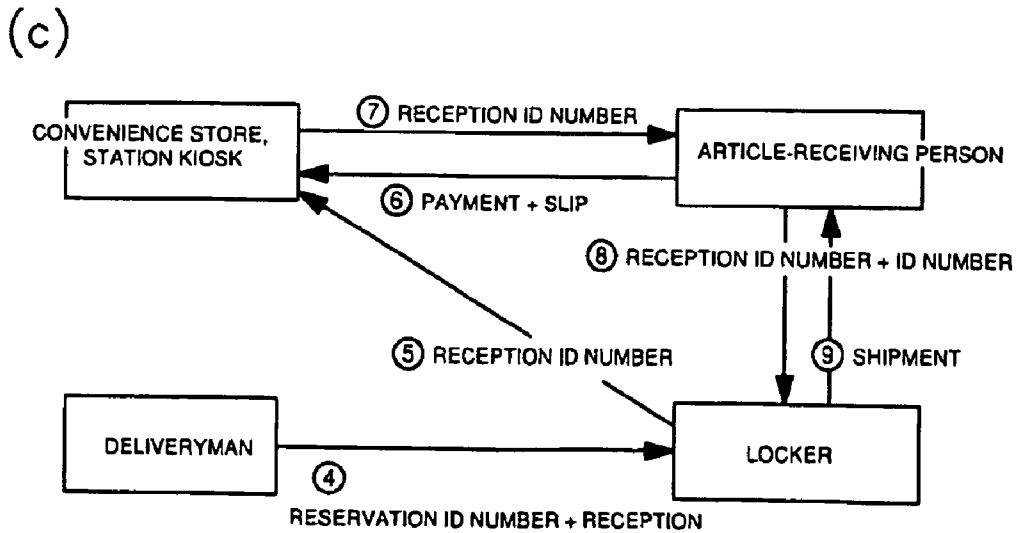 (c)
⑦ RECEPTION ID NUMBER
CONVENIENCE STORE,
STATION KIOSK
ARTICLE-RECEIVING PERSON
⑥ PAYMENT + SLIP
⑧ RECEPTION ID NUMBER + ID NUMBER
⑤ RECEPTION ID NUMBER
⑨ SHIPMENT
DELIVERYMAN
LOCKER
④
RESERVATION ID NUMBER + RECEPTION